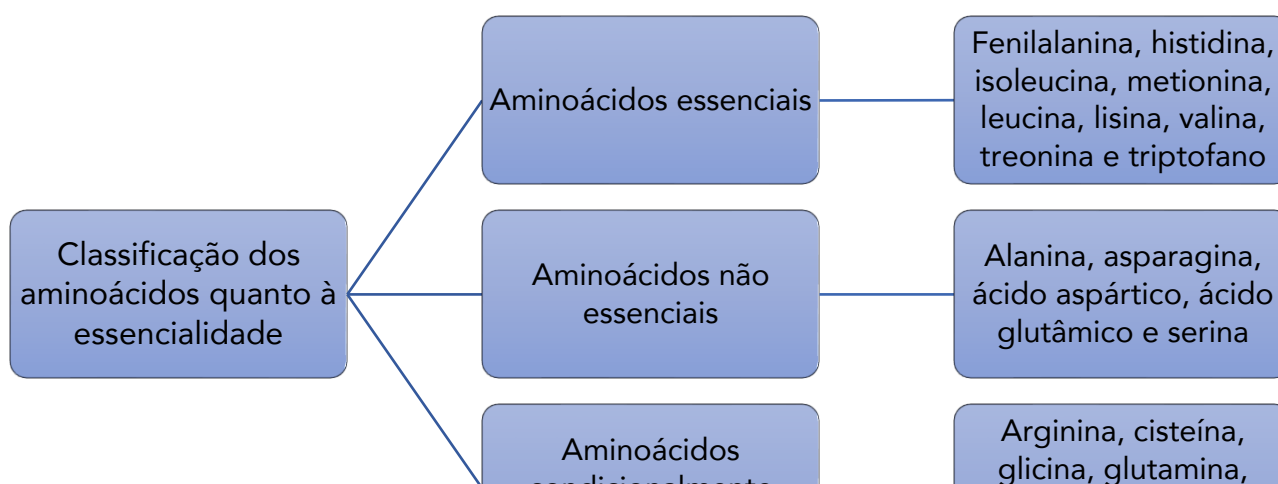 Classificação dos
aminoácidos quanto à
essencialidade
Aminoácidos essenciais
Fenilalanina, histidina,
isoleucina, metionina,
leucina, lisina, valina,
treonina e triptofano
Aminoácidos não
essenciais
Alanina, asparagina,
ácido aspártico, ácido
glutâmico e serina
Aminoácidos
condicionalmente
Arginina, cisteína,
glicina, glutamina,